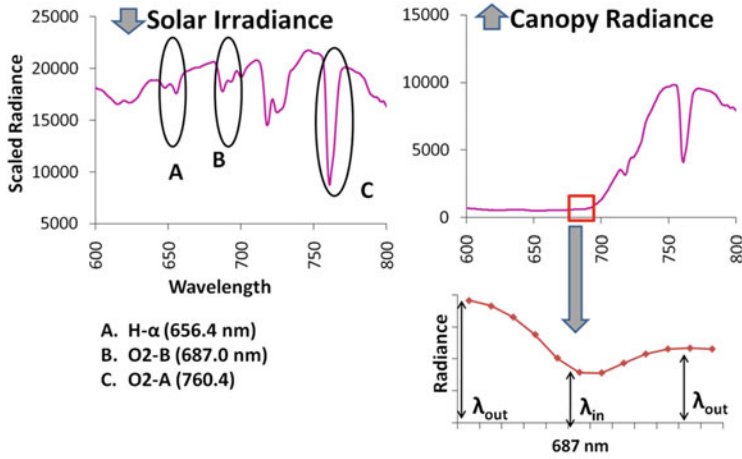 Solar Irradiance
Canopy Radiance
Scaled Radiance
25000
20000
15000
10000
5000
A
B
C
600
650
700
750
800
Wavelength
15000
10000
5000
0
600
650
700
750
800
A. H-α (656.4 nm)
B. O2-B (687.0 nm)
C. O2-A (760.4)
Radiance
λout
λin
λout
687 nm